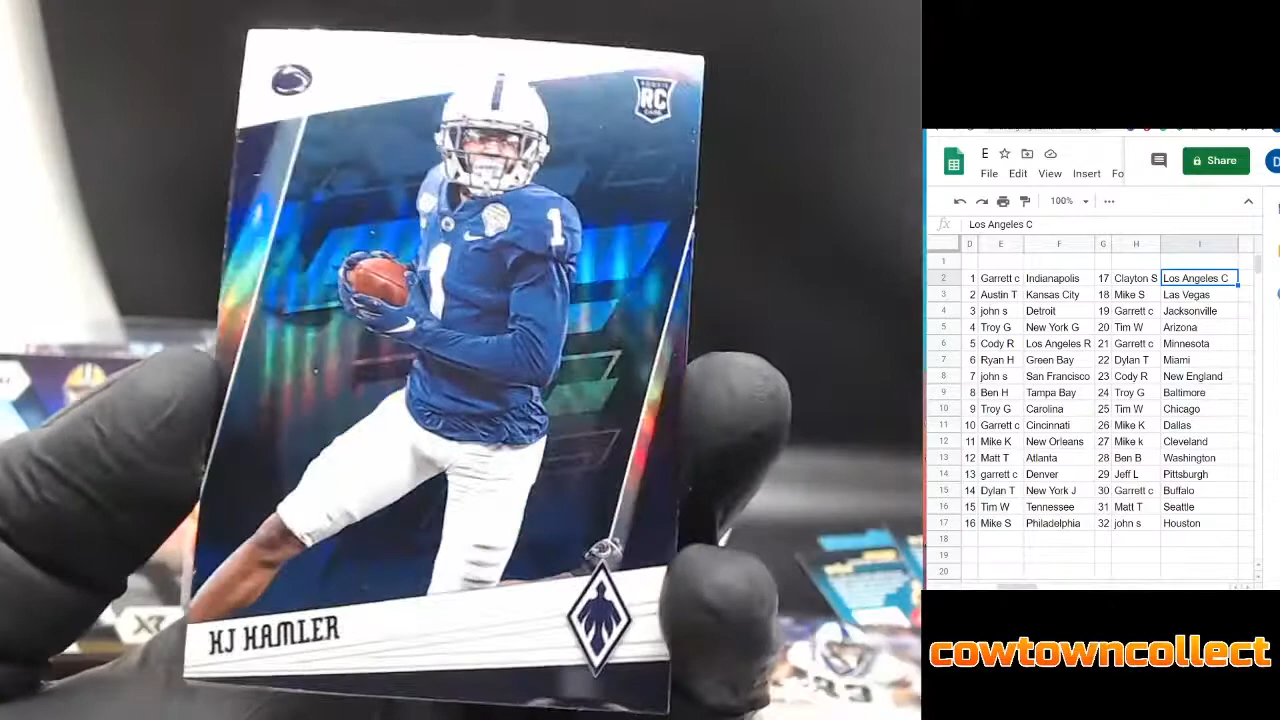 ROOKIE
RC
CARD
1
1
KJ HAMLER
XR
83
E
Share
D
File Edit View Insert Fo
100%
fx Los Angeles C
D E F G H I
1
2 1 Garrett c Indianapolis 17 Clayton S Los Angeles C
3 2 Austin T Kansas City 18 Mike S Las Vegas
4 3 john s Detroit 19 Garrett c Jacksonville
5 4 Troy G New York G 20 Tim W Arizona
6 5 Cody R Los Angeles R 21 Garrett c Minnesota
7 6 Ryan H Green Bay 22 Dylan T Miami
8 7 john s San Francisco 23 Cody R New England
9 8 Ben H Tampa Bay 24 Troy G Baltimore
10 9 Troy G Carolina 25 Tim W Chicago
11 10 Garrett c Cincinnati 26 Mike K Dallas
12 11 Mike K New Orleans 27 Mike k Cleveland
13 12 Matt T Atlanta 28 Ben B Washington
14 13 garrett c Denver 29 Jeff L Pittsburgh
15 14 Dylan T New York J 30 Garrett c Buffalo
16 15 Tim W Tennessee 31 Matt T Seattle
17 16 Mike S Philadelphia 32 john s Houston
18
19
20
cowtowncollect